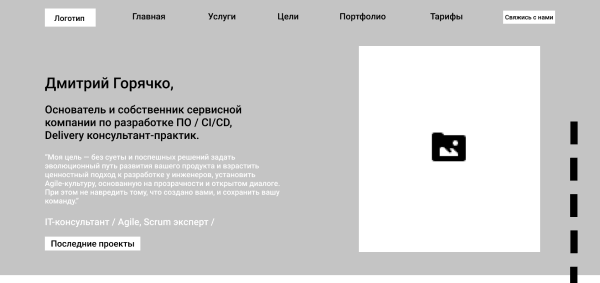 Логотип
Главная
Услуги
Цели
Портфолио
Тарифы
Свяжись с нами
Дмитрий Горячко,
Основатель и собственник сервисной
компании по разработке ПО / CI/CD,
Delivery консультант-практик.
"Моя цель — без суеты и поспешных решений задать
эволюционный путь развития вашего продукта и взрастить
ценностный подход к разработке у инженеров, установить
Agile-культуру, основанную на прозрачности и открытом диалоге.
При этом не навредить тому, что создано вами, и сохранить вашу
команду."
IT-консультант / Agile, Scrum эксперт /
Последние проекты